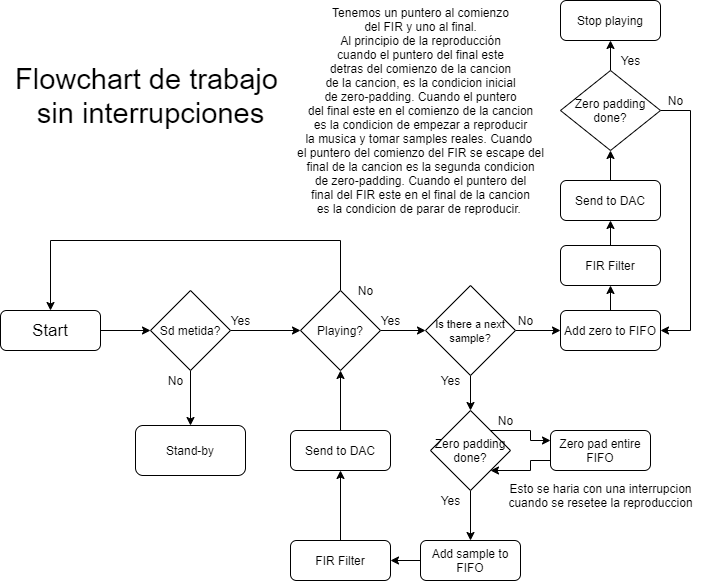 Flowchart de trabajo
sin interrupciones
Tenemos un puntero al comienzo
del FIR y uno al final.
Al principio de la reproducción
cuando el puntero del final este
detras del comienzo de la cancion
de la cancion, es la condicion inicial
de zero-padding. Cuando el puntero
del final este en el comienzo de la cancion
es la condicion de empezar a reproducir
la musica y tomar samples reales. Cuando
el puntero del comienzo del FIR se escape del
final de la cancion es la segunda condicion
de zero-padding. Cuando el puntero del
final del FIR este en el final de la cancion
es la condicion de parar de reproducir.
Stop playing
Yes
Zero padding
done?
No
Send to DAC
FIR Filter
Start
Sd metida?
Yes
No
Stand-by
Playing?
No
Yes
Is there a next
sample?
No
Add zero to FIFO
Yes
Zero padding
done?
No
Zero pad entire
FIFO
Esto se haria con una interrupcion
cuando se resetee la reproduccion
Yes
Add sample to
FIFO
FIR Filter
Send to DAC